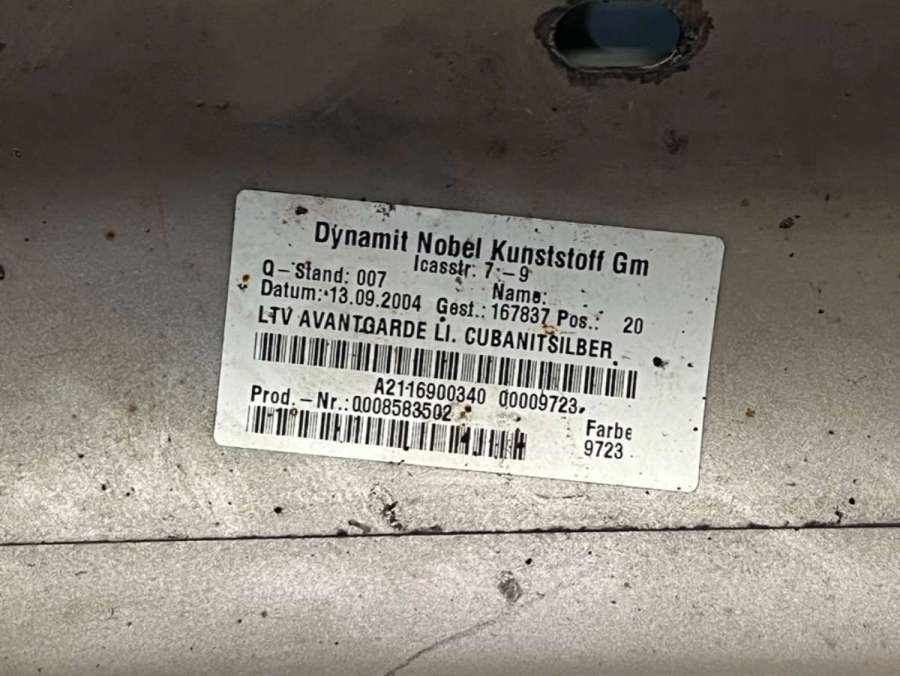 Dynamit Nobel Kunststoff Gm
Icasstr: 7 -9
Q-Stand: 007 Name:
Datum: 13.09.2004 Gest.: 167837 Pos.: 20
LTV AVANTGARDE LI. CUBANITSILBER
A2116900340 00009723
Prod. -Nr.: 0008583502
Farbe
9723